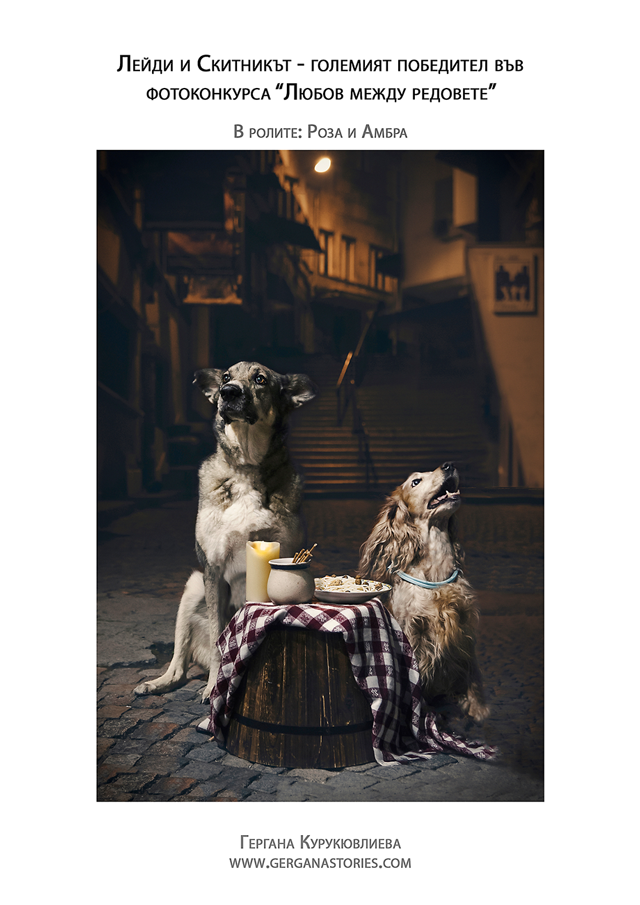 Лейди и Скитникът - големият победител във
фотоконкурса “Любов между редовете”
В ролите: Роза и Амбра
Гергана Курукювлиева
www.gerganastories.com